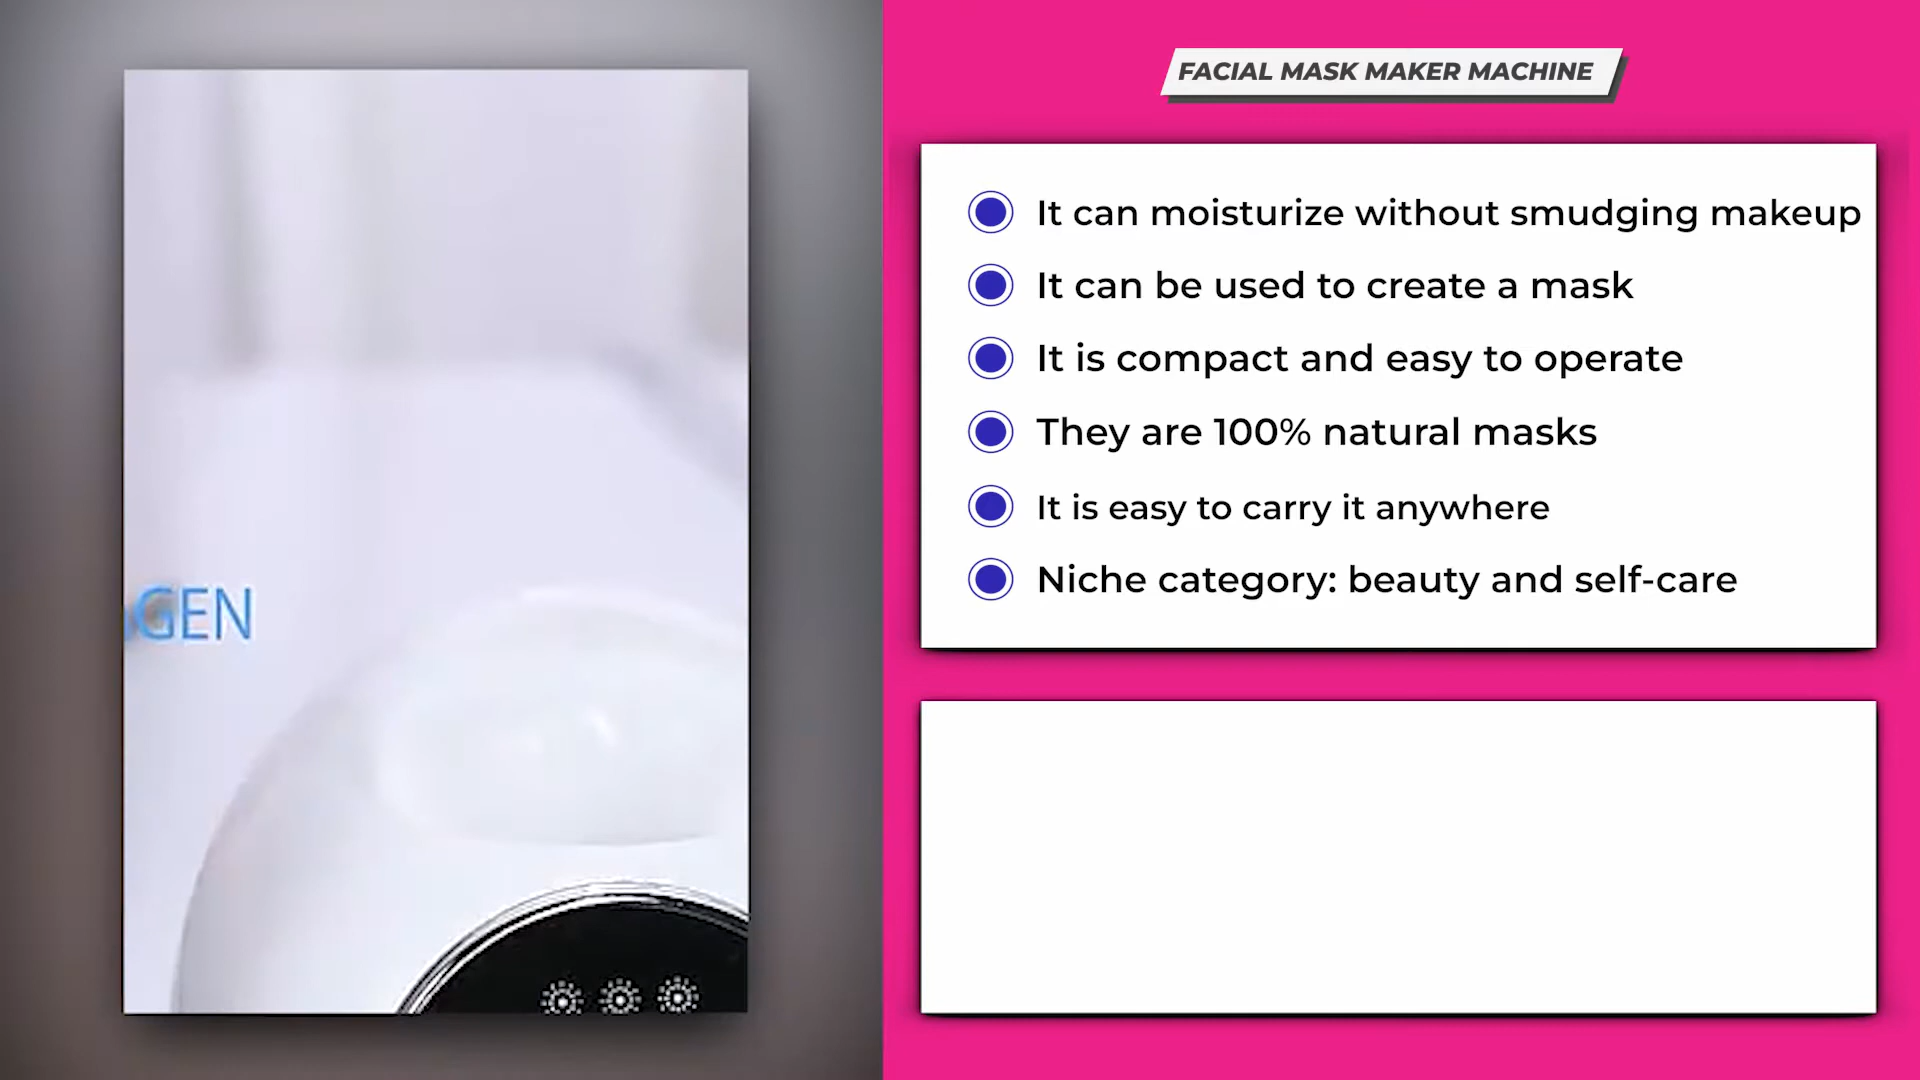 FACIAL MASK MAKER MACHINE
It can moisturize without smudging makeup
It can be used to create a mask
It is compact and easy to operate
They are 100% natural masks
It is easy to carry it anywhere
Niche category: beauty and self-care
GEN